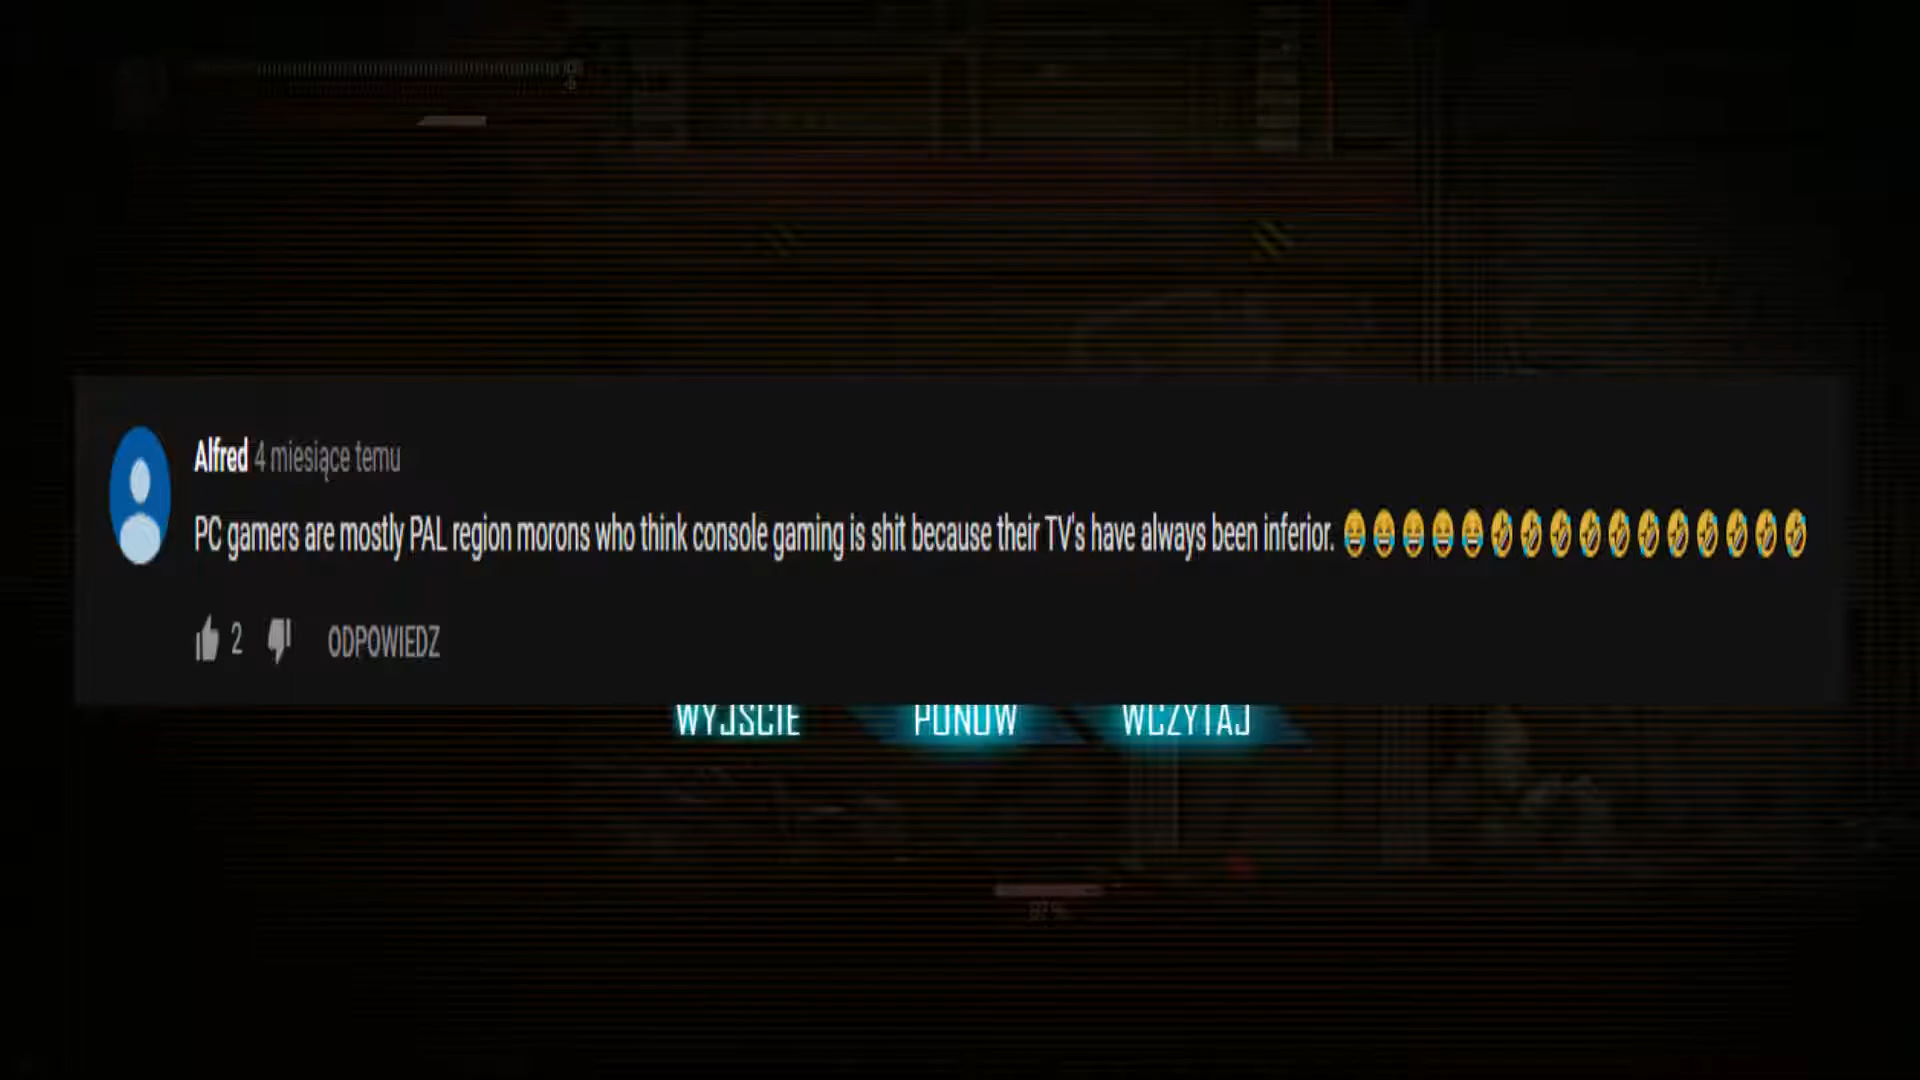 Alfred 4 miesiące temu
PC gamers are mostly PAL region morons who think console gaming is shit because their TV's have always been inferior. 😂😂😂😂😂🤣🤣🤣🤣🤣🤣🤣🤣🤣🤣🤣
2 ODPOWIEDZ
WYJŚCIE PONÓW WCZYTAJ